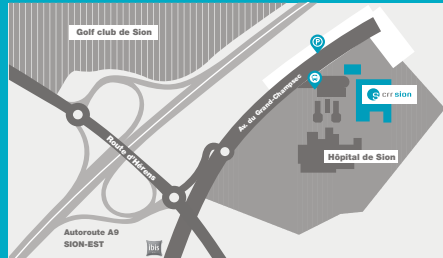 Golf club de Sion
P
Av. du Grand-Champsec
crr sion
Route d'Hérens
Hôpital de Sion
Autoroute A9
SION-EST
ibis